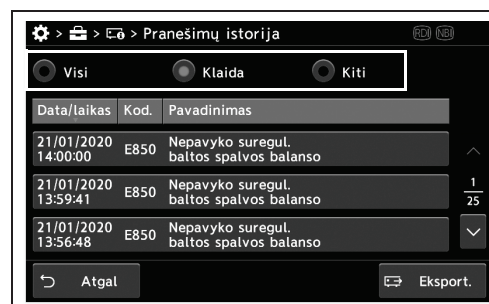 > > > Pranešimų istorija RDI NBI
Visi Klaida Kiti
Data/laikas Kod. Pavadinimas
21/01/2020 14:00:00 E850 Nepavyko suregul. baltos spalvos balanso
21/01/2020 13:59:41 E850 Nepavyko suregul. baltos spalvos balanso
1
25
21/01/2020 13:56:48 E850 Nepavyko suregul. baltos spalvos balanso
Atgal Eksport.